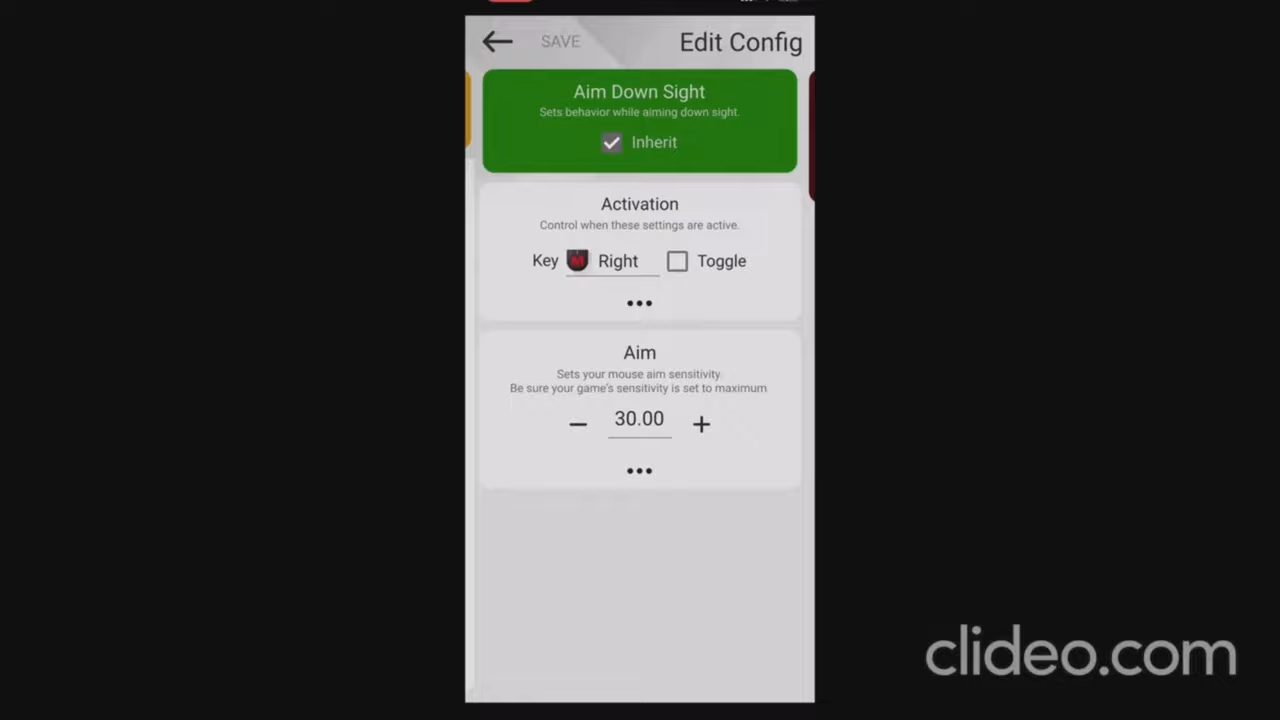 SAVE
Edit Config
Aim Down Sight
Sets behavior while aiming down sight.
Inherit
Activation
Control when these settings are active.
Key M Right Toggle
•••
Aim
Sets your mouse aim sensitivity
Be sure your game's sensitivity is set to maximum
− 30.00 +
•••
clideo.com